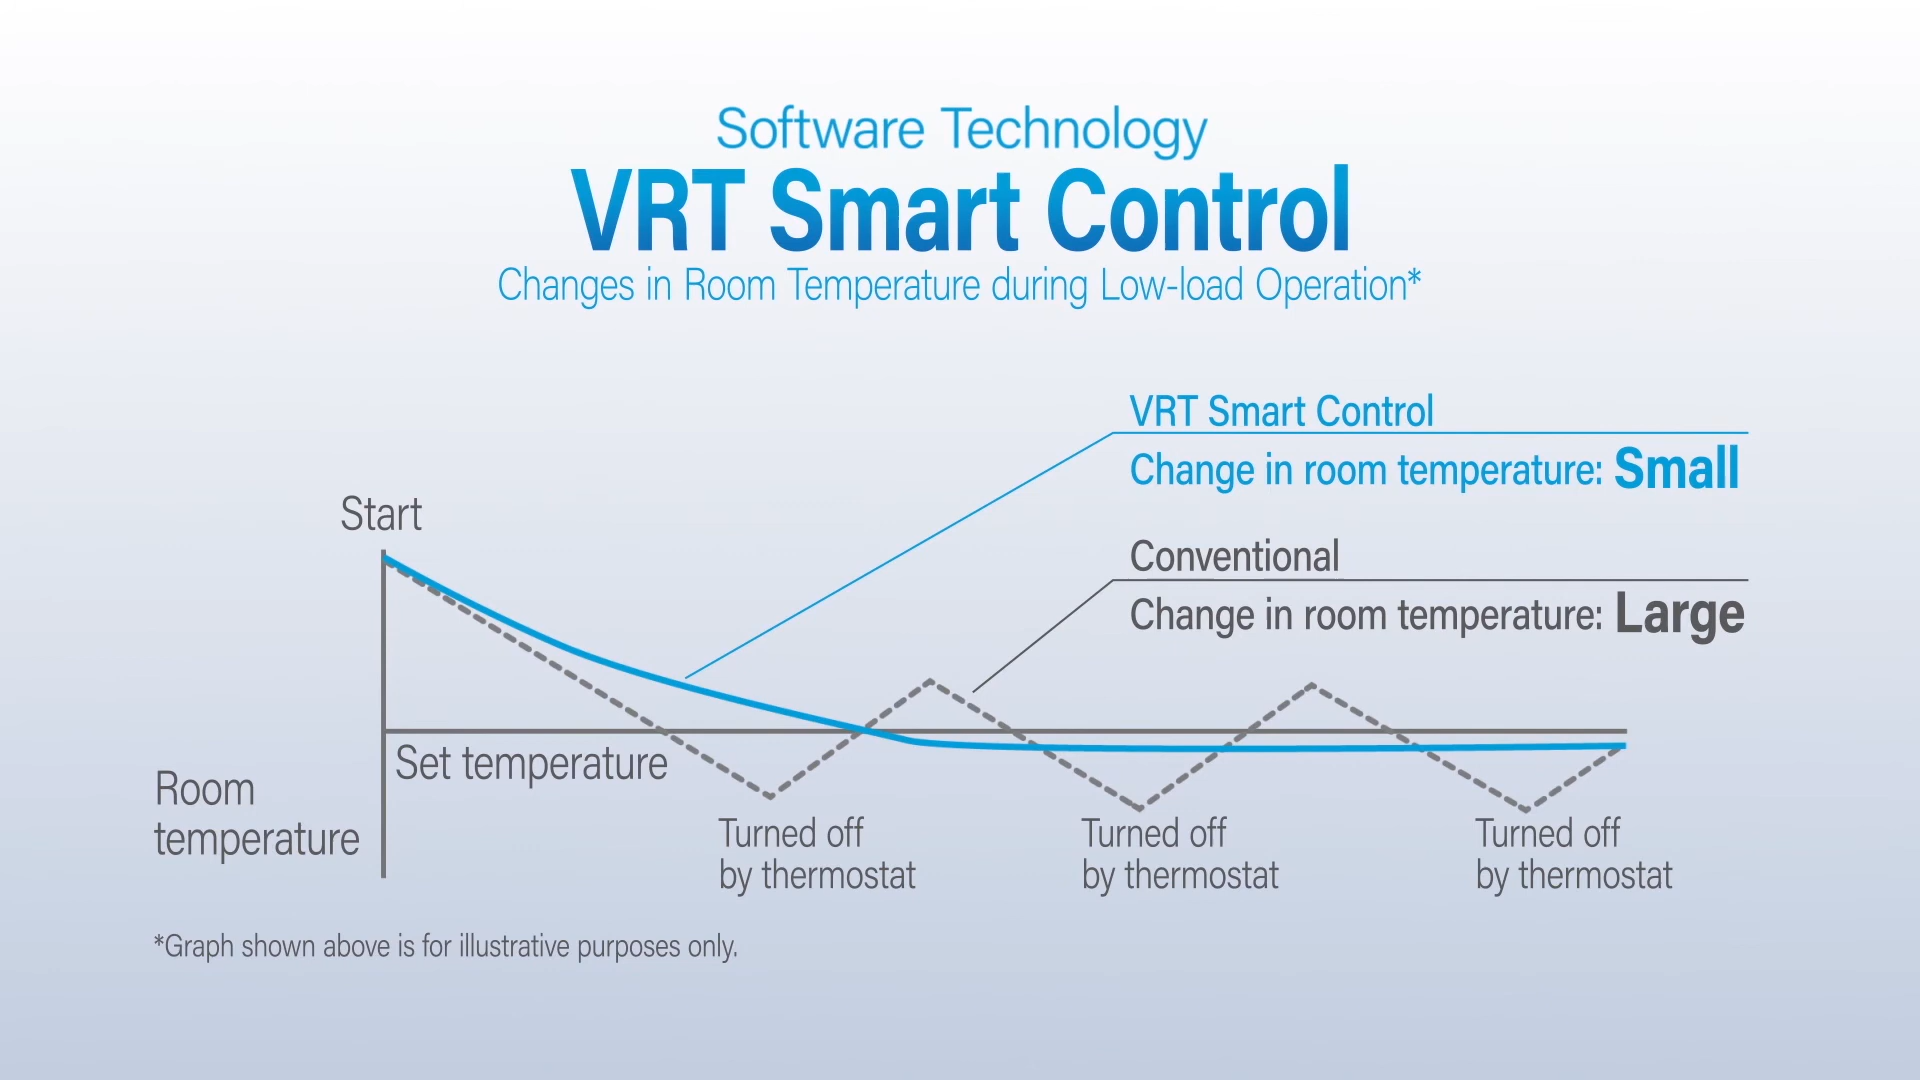 Software Technology
VRT Smart Control
Changes in Room Temperature during Low-load Operation*
VRT Smart Control
Change in room temperature: Small
Start
Conventional
Change in room temperature: Large
Set temperature
Room
temperature
Turned off
by thermostat
Turned off
by thermostat
Turned off
by thermostat
*Graph shown above is for illustrative purposes only.